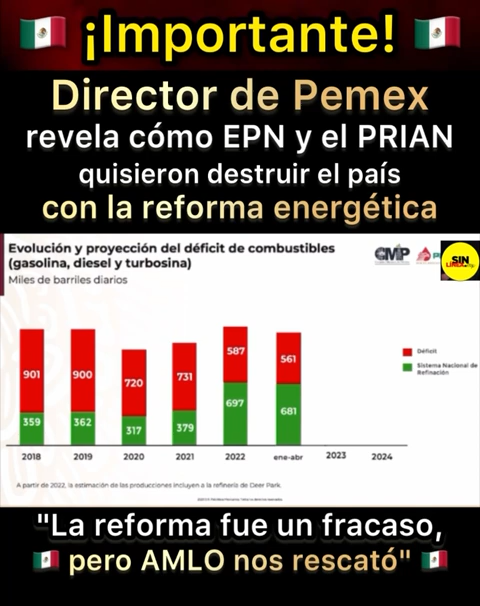 ¡Importante!
Director de Pemex
revela cómo EPN y el PRIAN
quisieron destruir el país
con la reforma energética
Evolución y proyección del déficit de combustibles
(gasolina, diesel y turbosina)
Miles de barriles diarios
SIN
901 900 720 731 587 561
359 362 317 379 697 681
Déficit
Sistema Nacional de
Refinación
2018 2019 2020 2021 2022 ene-abr 2023 2024
A partir de 2022, la estimación de las producciones incluyen a la refinería de Deer Park.
"La reforma fue un fracaso,
pero AMLO nos rescató"